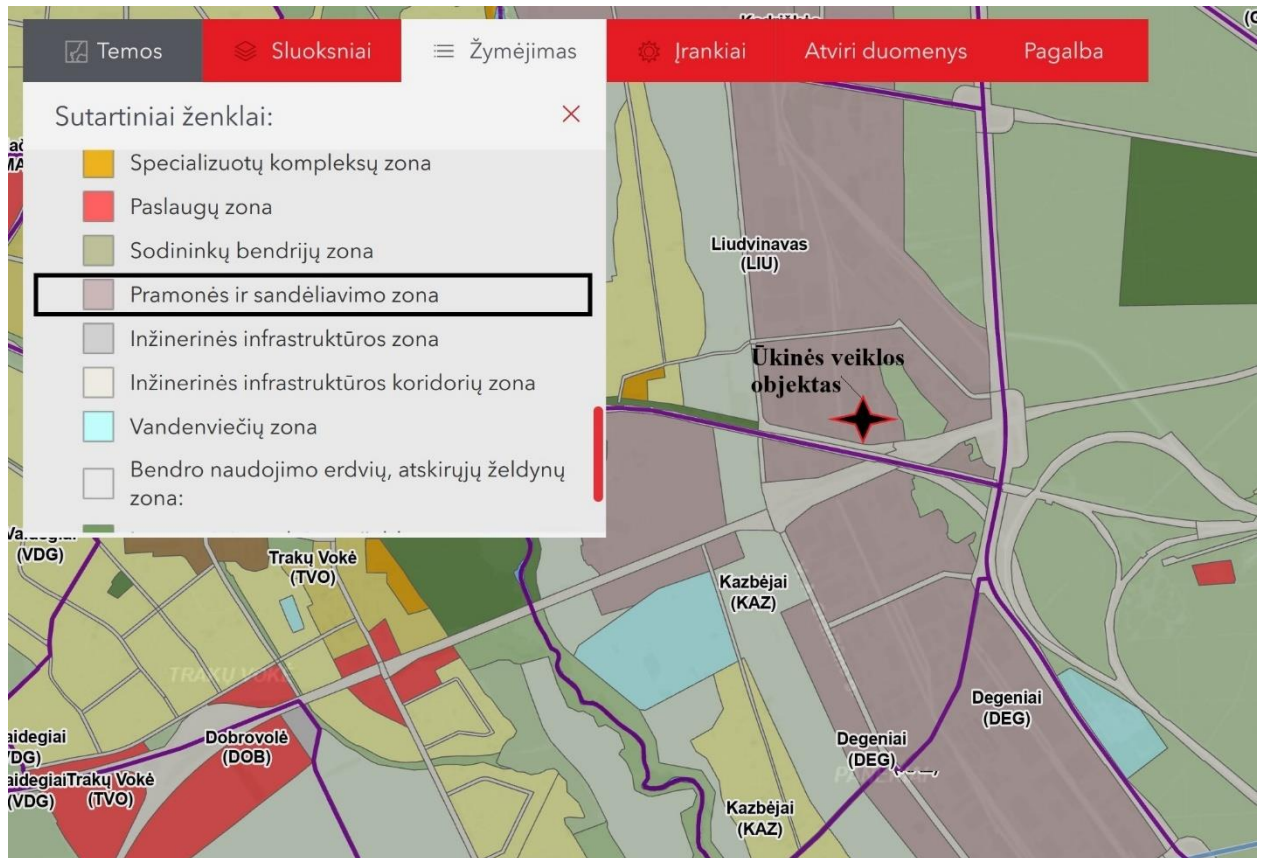 Temos
Sluoksniai
Žymėjimas
Įrankiai
Atviri duomenys
Pagalba
Sutartiniai ženklai:
Specializuotų kompleksų zona
Paslaugų zona
Sodininkų bendrijų zona
Pramonės ir sandėliavimo zona
Inžinerinės infrastruktūros zona
Inžinerinės infrastruktūros koridorių zona
Vandenviečių zona
Bendro naudojimo erdvių, atskirųjų želdynų
zona:
Liudvinavas
(LIU)
Ūkinės veiklos
objektas
(VDG)
Trakų Vokė
(TVO)
Kazbėjai
(KAZ)
TRAKŲ VOKĖ
Degeniai
(DEG)
Dobrovolė
(DOB)
Degeniai
(DEG)
aidegiai
DG)
aidegiaiTrakų Vokė
(VDG) (TVO)
Kazbėjai
(KAZ)